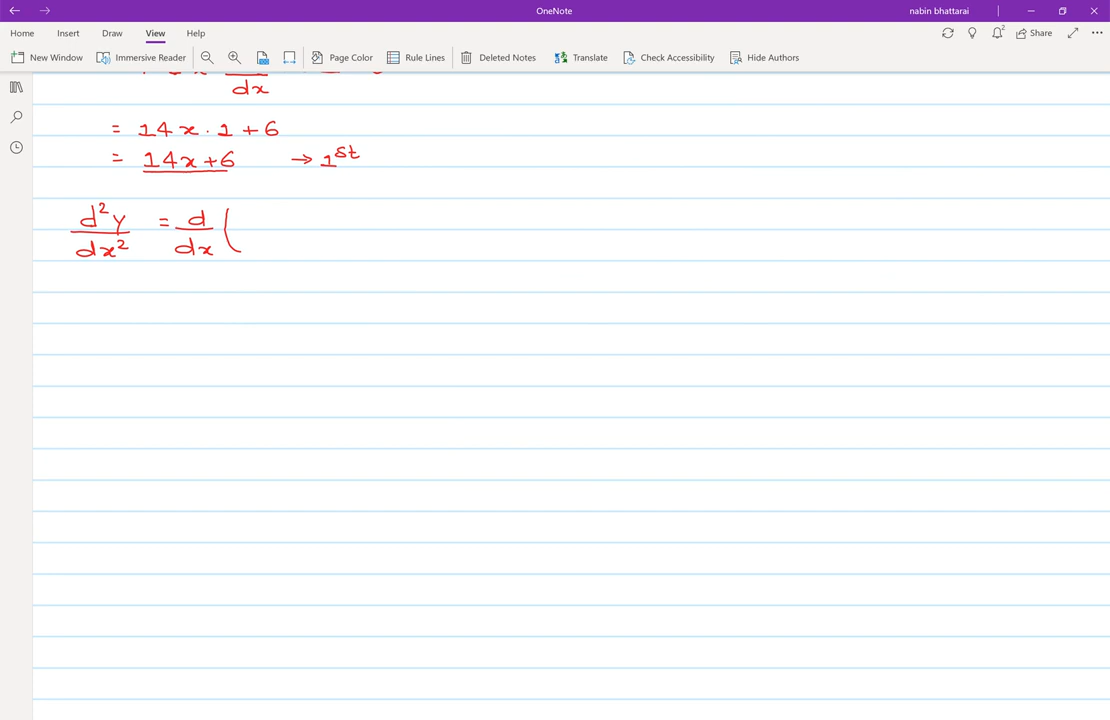 OneNote
nabin bhattarai
Home Insert Draw View Help
2 Share
New Window Immersive Reader Page Color Rule Lines Deleted Notes Translate Check Accessibility Hide Authors
dx
= 14x · 1 + 6
= 14x + 6 → 1st
d²y/dx² = d/dx (